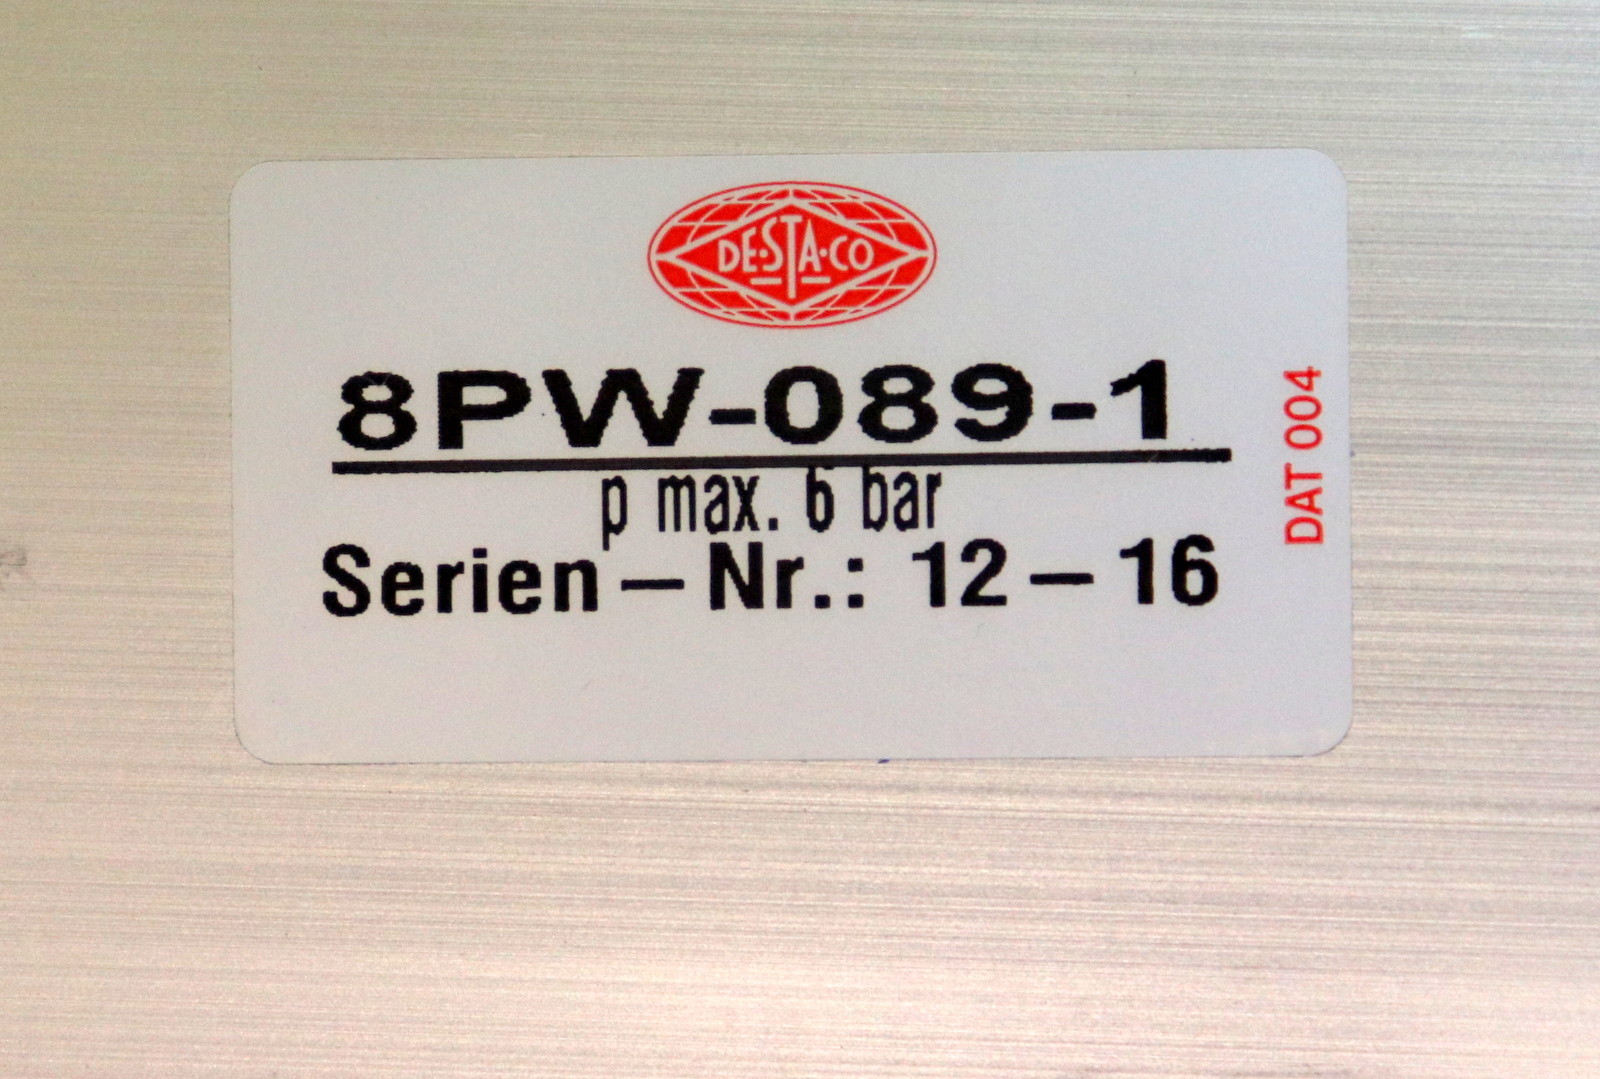 DE·STA·CO
8PW-089-1
p max. 6 bar
Serien – Nr.: 12 – 16
DAT 004